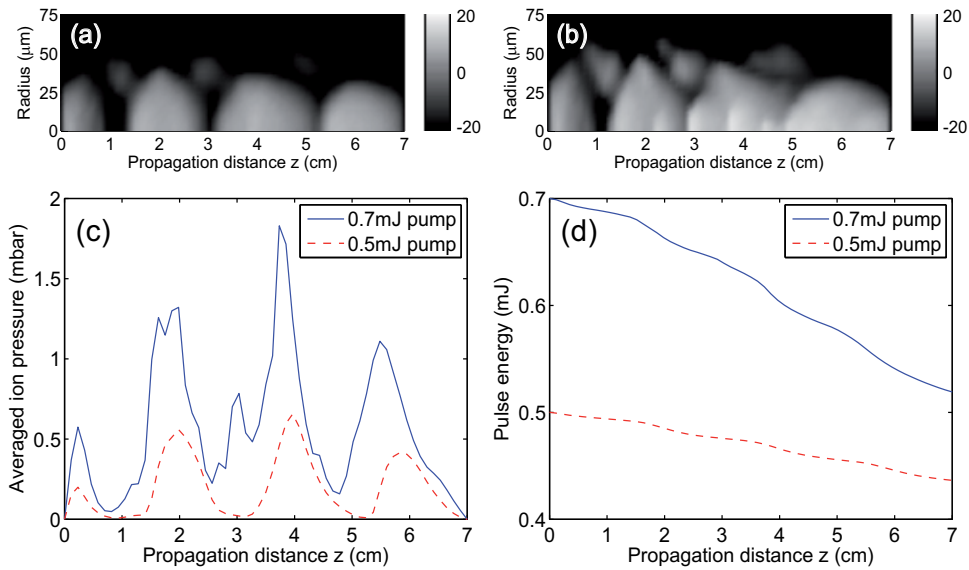 (a)
Radius (μm)
75
50
25
0
0 1 2 3 4 5 6 7
Propagation distance z (cm)
20
0
-20
(b)
Radius (μm)
75
50
25
0
0 1 2 3 4 5 6 7
Propagation distance z (cm)
20
0
-20
(c)
Averaged ion pressure (mbar)
2
1.5
1
0.5
0
0 1 2 3 4 5 6 7
Propagation distance z (cm)
0.7mJ pump
0.5mJ pump
(d)
Pulse energy (mJ)
0.7
0.6
0.5
0.4
0 1 2 3 4 5 6 7
Propagation distance z (cm)
0.7mJ pump
0.5mJ pump